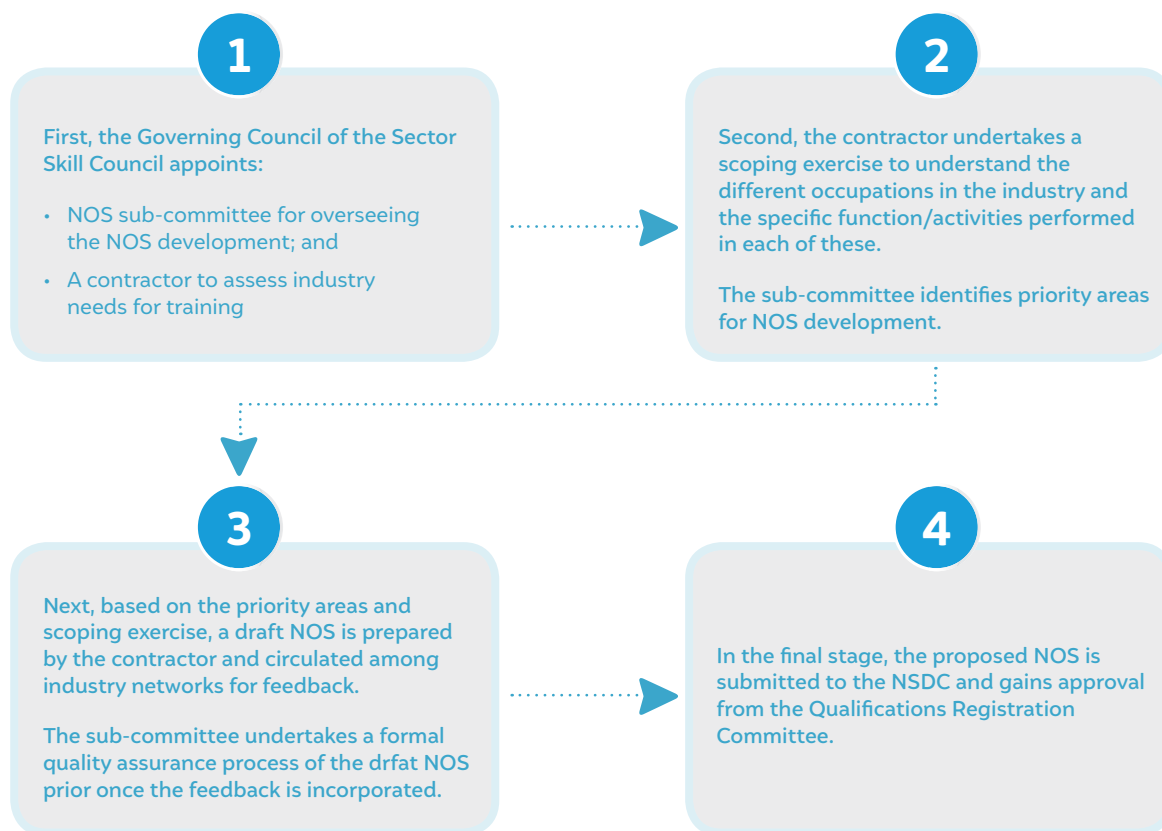 1
First, the Governing Council of the Sector
Skill Council appoints:
• NOS sub-committee for overseeing
the NOS development; and
• A contractor to assess industry
needs for training
2
Second, the contractor undertakes a
scoping exercise to understand the
different occupations in the industry and
the specific function/activities performed
in each of these.
The sub-committee identifies priority areas
for NOS development.
3
Next, based on the priority areas and
scoping exercise, a draft NOS is prepared
by the contractor and circulated among
industry networks for feedback.
The sub-committee undertakes a formal
quality assurance process of the drfat NOS
prior once the feedback is incorporated.
4
In the final stage, the proposed NOS is
submitted to the NSDC and gains approval
from the Qualifications Registration
Committee.